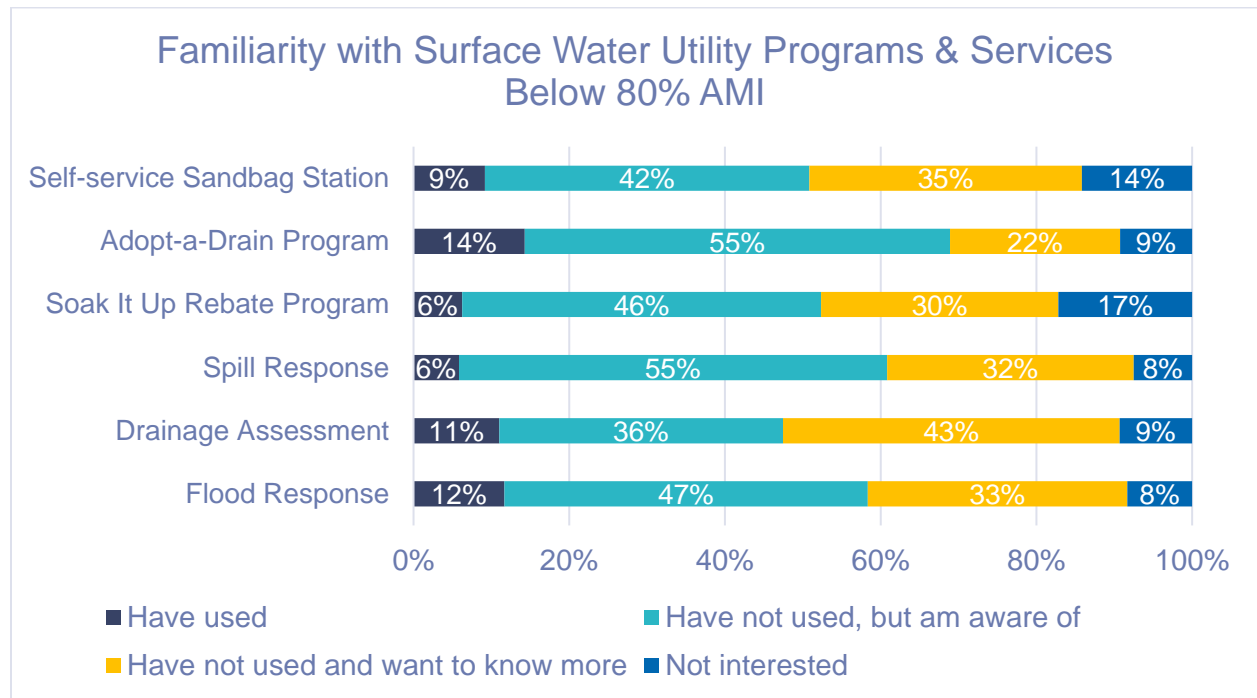 Familiarity with Surface Water Utility Programs & Services
Below 80% AMI
Self-service Sandbag Station 9% 42% 35% 14%
Adopt-a-Drain Program 14% 55% 22% 9%
Soak It Up Rebate Program 6% 46% 30% 17%
Spill Response 6% 55% 32% 8%
Drainage Assessment 11% 36% 43% 9%
Flood Response 12% 47% 33% 8%
0% 20% 40% 60% 80% 100%
Have used Have not used, but am aware of
Have not used and want to know more Not interested